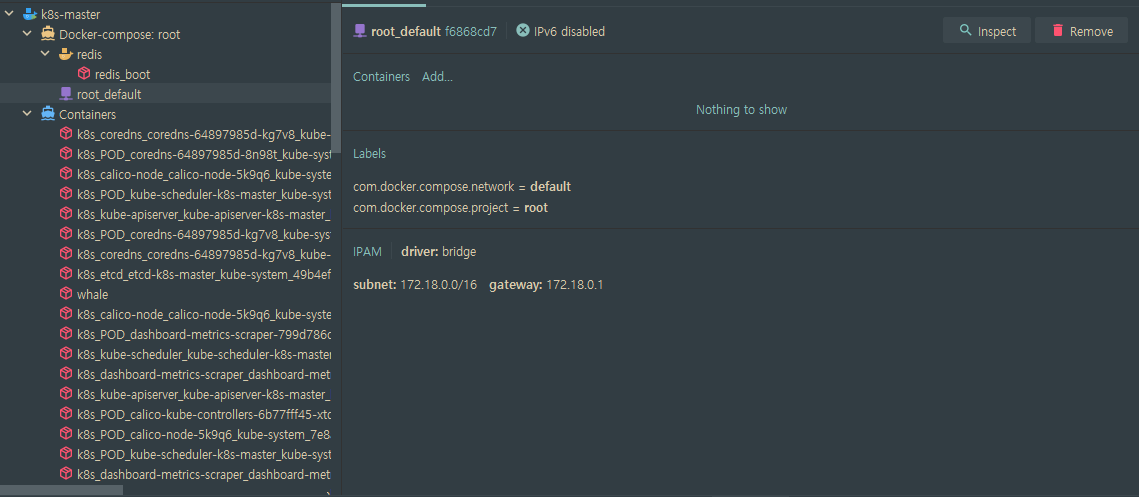 k8s-master
Docker-compose: root
redis
redis_boot
root_default
Containers
k8s_coredns_coredns-64897985d-kg7v8_kube-
k8s_POD_coredns-64897985d-8n98t_kube-sys
k8s_calico-node_calico-node-5k9q6_kube-syste
k8s_POD_kube-scheduler-k8s-master_kube-syst
k8s_kube-apiserver_kube-apiserver-k8s-master_
k8s_POD_coredns-64897985d-kg7v8_kube-sys
k8s_coredns_coredns-64897985d-kg7v8_kube-
k8s_etcd_etcd-k8s-master_kube-system_49b4ef
whale
k8s_calico-node_calico-node-5k9q6_kube-syste
k8s_POD_dashboard-metrics-scraper-799d786d
k8s_kube-scheduler_kube-scheduler-k8s-master
k8s_dashboard-metrics-scraper_dashboard-met
k8s_kube-apiserver_kube-apiserver-k8s-master_
k8s_POD_calico-kube-controllers-6b77fff45-xtc
k8s_POD_calico-node-5k9q6_kube-system_7e8
k8s_POD_kube-scheduler-k8s-master_kube-syst
k8s_dashboard-metrics-scraper_dashboard-met
root_default f6868cd7 IPv6 disabled Inspect Remove
Containers Add...
Nothing to show
Labels
com.docker.compose.network = default
com.docker.compose.project = root
IPAM driver: bridge
subnet: 172.18.0.0/16 gateway: 172.18.0.1